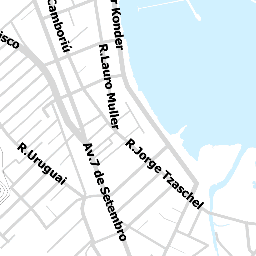 Camboriú
r Konder
isco
R.Lauro Muller
R.Jorge Tzaschel
R.Uruguai
Av.7 de Setembro